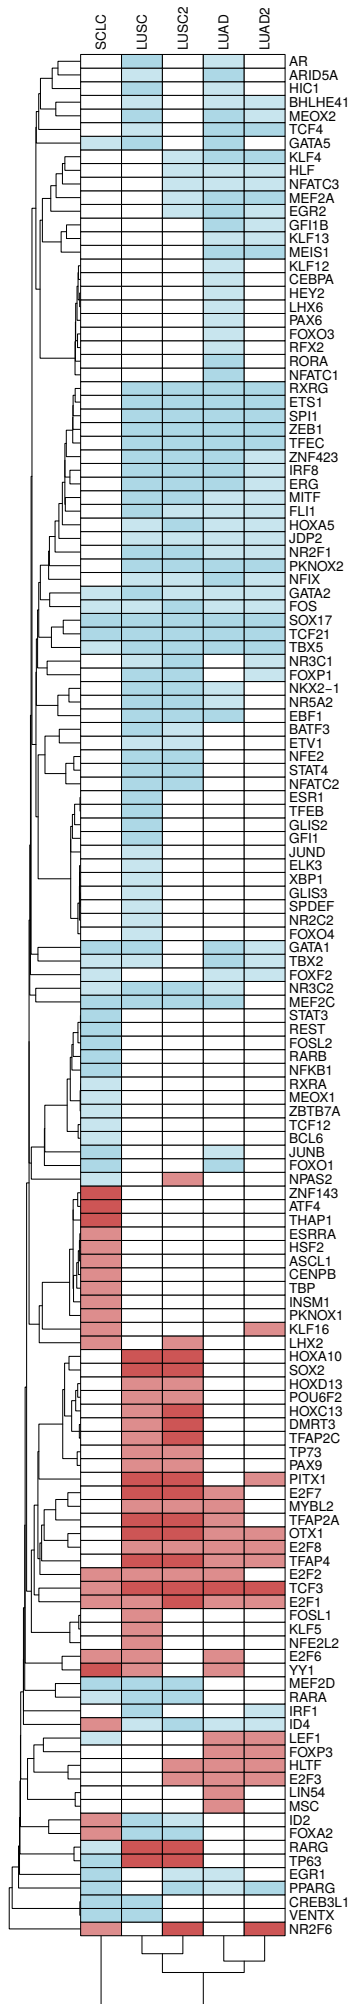 SCLC
LUSC
LUSC2
LUAD
LUAD2
AR
ARID5A
HIC1
BHLHE41
MEOX2
TCF4
GATA5
KLF4
HLF
NFATC3
MEF2A
EGR2
GFI1B
KLF13
MEIS1
KLF12
CEBPA
HEY2
LHX6
PAX6
FOXO3
RFX2
RORA
NFATC1
RXRG
ETS1
SPI1
ZEB1
TFEC
ZNF423
IRF8
ERG
MITF
FLI1
HOXA5
JDP2
NR2F1
PKNOX2
NFIX
GATA2
FOS
SOX17
TCF21
TBX5
NR3C1
FOXP1
NKX2−1
NR5A2
EBF1
BATF3
ETV1
NFE2
STAT4
NFATC2
ESR1
TFEB
GLIS2
GFI1
JUND
ELK3
XBP1
GLIS3
SPDEF
NR2C2
FOXO4
GATA1
TBX2
FOXF2
NR3C2
MEF2C
STAT3
REST
FOSL2
RARB
NFKB1
RXRA
MEOX1
ZBTB7A
TCF12
BCL6
JUNB
FOXO1
NPAS2
ZNF143
ATF4
THAP1
ESRRA
HSF2
ASCL1
CENPB
TBP
INSM1
PKNOX1
KLF16
LHX2
HOXA10
SOX2
HOXD13
POU6F2
HOXC13
DMRT3
TFAP2C
TP73
PAX9
PITX1
E2F7
MYBL2
TFAP2A
OTX1
E2F8
TFAP4
E2F2
TCF3
E2F1
FOSL1
KLF5
NFE2L2
E2F6
YY1
MEF2D
RARA
IRF1
ID4
LEF1
FOXP3
HLTF
E2F3
LIN54
MSC
ID2
FOXA2
RARG
TP63
EGR1
PPARG
CREB3L1
VENTX
NR2F6